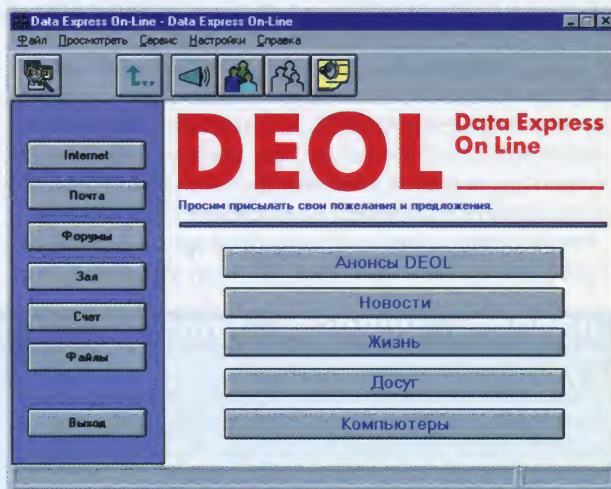 Data Express On-Line - Data Express On-Line
Файл Просмотреть Сервис Настройки Справка
DEOL
Data Express
On Line
Просим присылать свои пожелания и предложения.
Internet
Почта
Форумы
Зал
Счет
Файлы
Выход
Анонсы DEOL
Новости
Жизнь
Досуг
Компьютеры